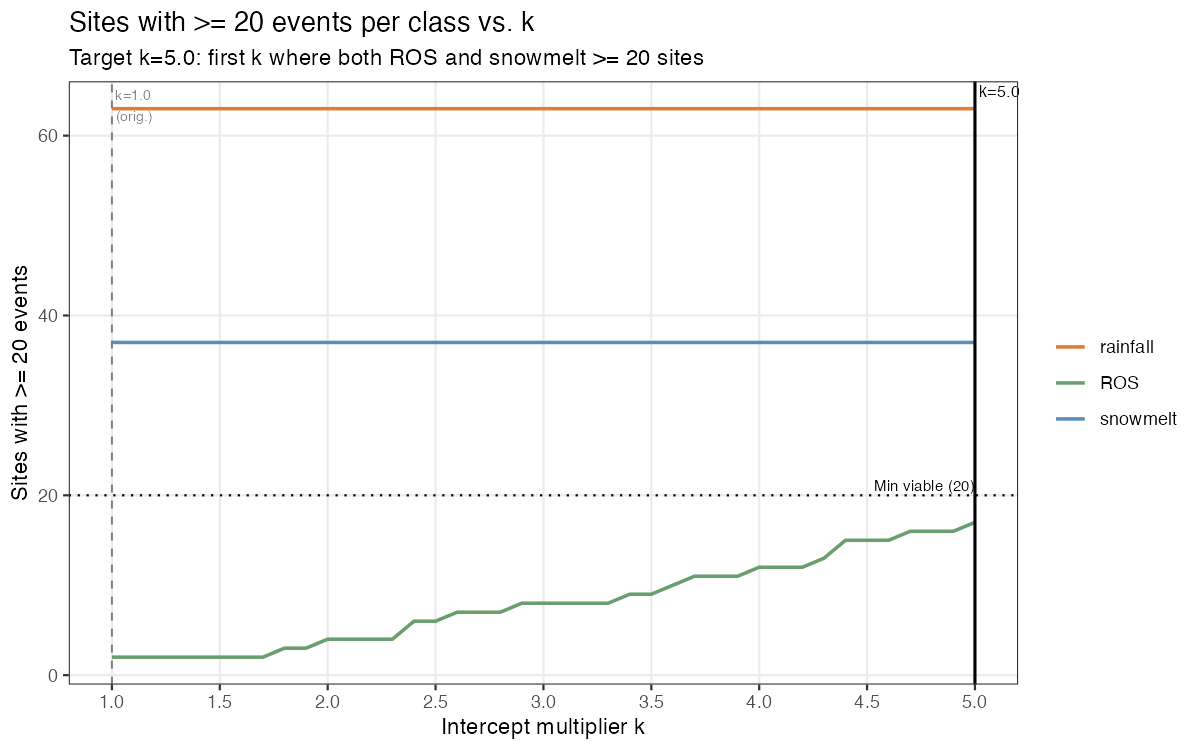 Sites with >= 20 events per class vs. k
Target k=5.0: first k where both ROS and snowmelt >= 20 sites
k=1.0
(orig.)
k=5.0
Min viable (20)
Sites with >= 20 events
60
40
20
0
1.0
1.5
2.0
2.5
3.0
3.5
4.0
4.5
5.0
Intercept multiplier k
rainfall
ROS
snowmelt